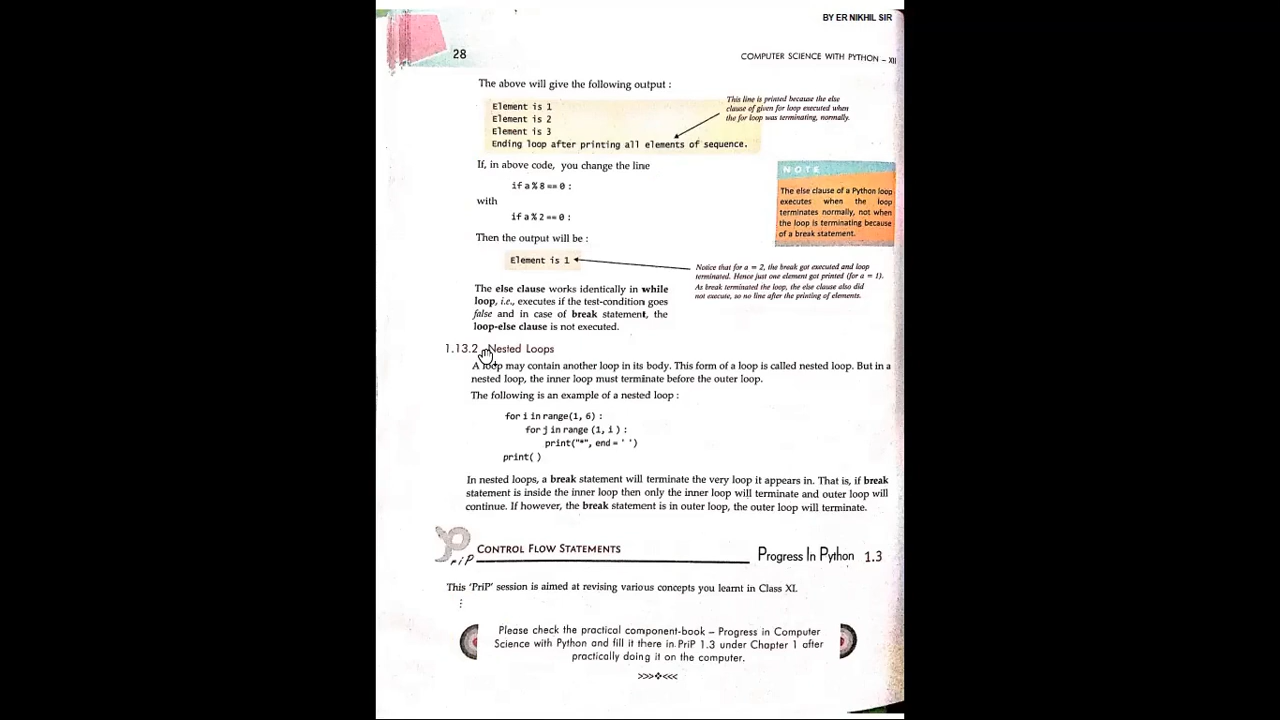 BY ER NIKHIL SIR
28
COMPUTER SCIENCE WITH PYTHON – XII
The above will give the following output :
Element is 1
Element is 2
Element is 3
Ending loop after printing all elements of sequence.
This line is printed because the else
clause of given for loop executed when
the for loop was terminating, normally.
If, in above code, you change the line
if a % 8 == 0 :
with
if a % 2 == 0 :
Then the output will be :
Element is 1
NOTE
The else clause of a Python loop
executes when the loop
terminates normally, not when
the loop is terminating because
of a break statement.
Notice that for a = 2, the break got executed and loop
terminated. Hence just one element got printed (for a = 1).
As break terminated the loop, the else clause also did
not execute, so no line after the printing of elements.
The else clause works identically in while
loop, i.e., executes if the test-condition goes
false and in case of break statement, the
loop-else clause is not executed.
1.13.2 Nested Loops
A loop may contain another loop in its body. This form of a loop is called nested loop. But in a
nested loop, the inner loop must terminate before the outer loop.
The following is an example of a nested loop :
for i in range(1, 6) :
for j in range (1, i ) :
print("*", end = ' ')
print( )
In nested loops, a break statement will terminate the very loop it appears in. That is, if break
statement is inside the inner loop then only the inner loop will terminate and outer loop will
continue. If however, the break statement is in outer loop, the outer loop will terminate.
PriP
CONTROL FLOW STATEMENTS
Progress In Python 1.3
This 'PriP' session is aimed at revising various concepts you learnt in Class XI.
⋮
Please check the practical component-book – Progress in Computer
Science with Python and fill it there in PriP 1.3 under Chapter 1 after
practically doing it on the computer.
>>>❖<<<